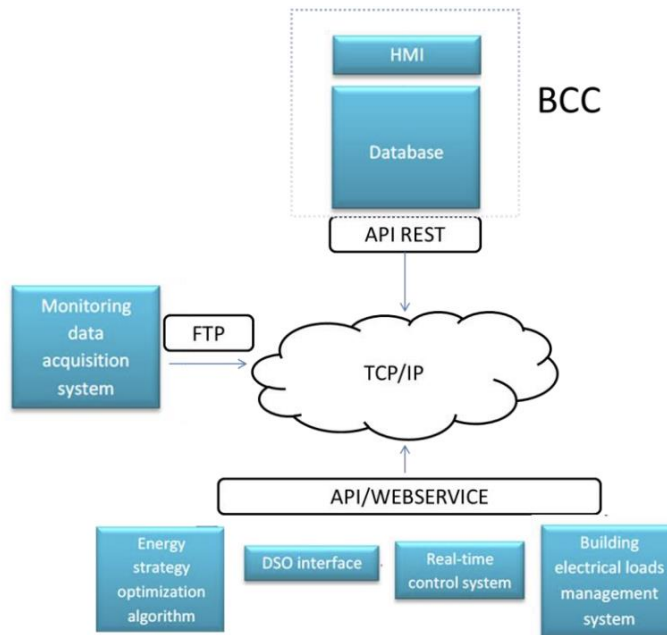 HMI
BCC
Database
API REST
Monitoring
data
acquisition
system
FTP
TCP/IP
API/WEBSERVICE
Energy
strategy
optimization
algorithm
DSO interface
Real-time
control system
Building
electrical loads
management
system